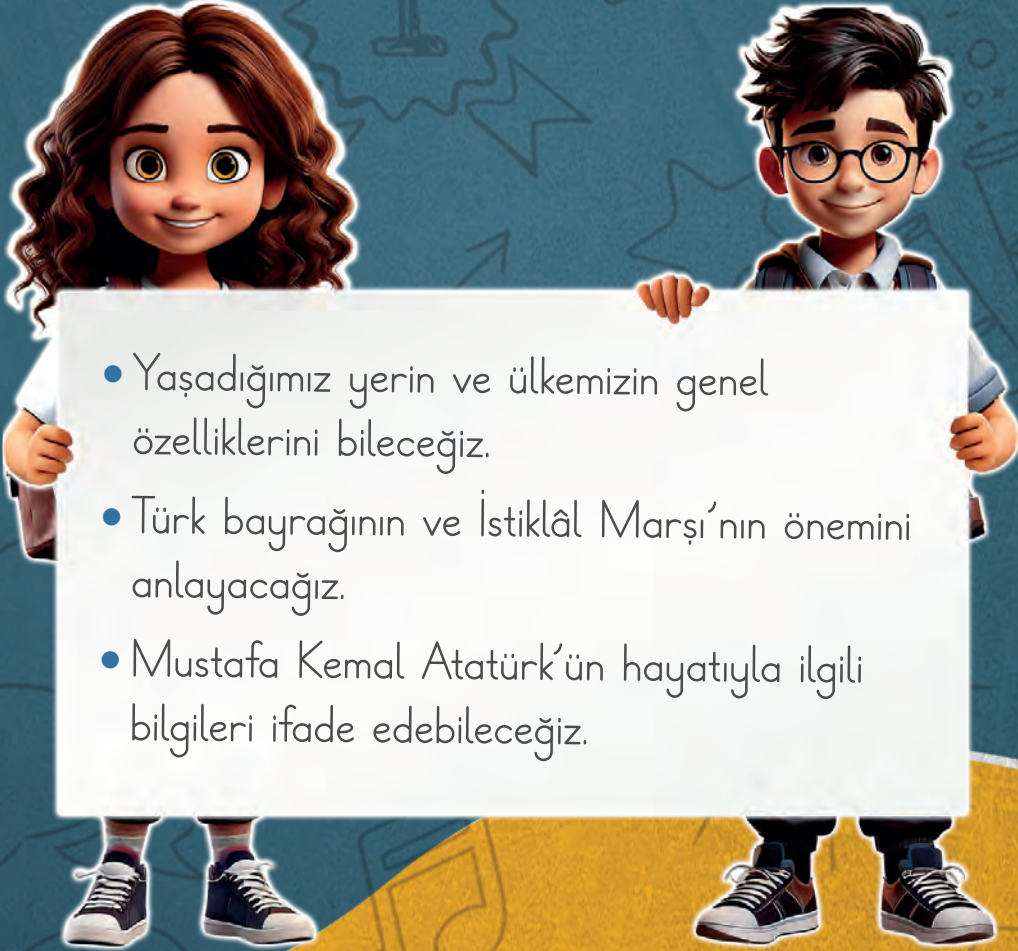 • Yaşadığımız yerin ve ülkemizin genel
özelliklerini bileceğiz.
• Türk bayrağının ve İstiklâl Marşı’nın önemini
anlayacağız.
• Mustafa Kemal Atatürk’ün hayatıyla ilgili
bilgileri ifade edebileceğiz.